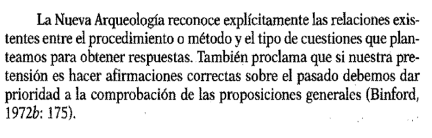 La Nueva Arqueología reconoce explícitamente las relaciones exis-
tentes entre el procedimiento o método y el tipo de cuestiones que plan-
teamos para obtener respuestas. También proclama que si nuestra pre-
tensión es hacer afirmaciones correctas sobre el pasado debemos dar
prioridad a la comprobación de las proposiciones generales (Binford,
1972b: 175).